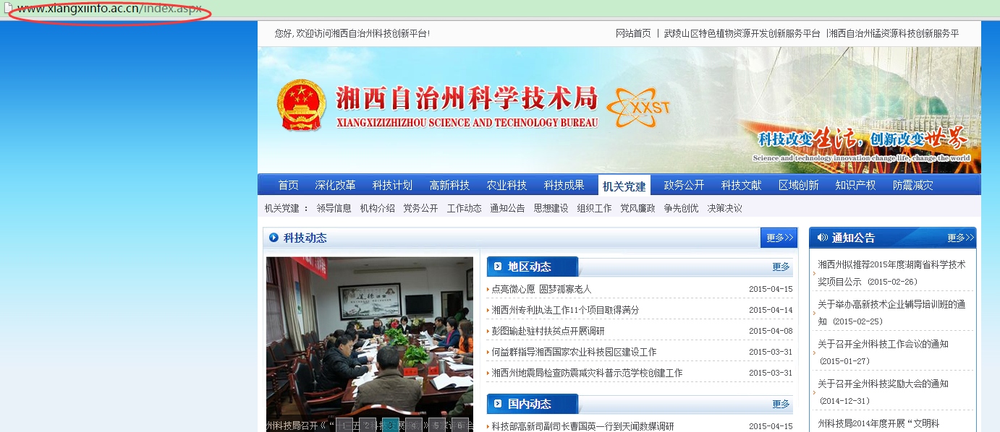 www.xiangxiinfo.ac.cn/index.aspx
您好,欢迎访问湘西自治州科技创新平台!
网站首页 | 武陵山区特色植物资源开发创新服务平台 |湘西自治州锰资源科技创新服务平
湘西自治州科学技术局
XIANGXIZIZHIZHOU SCIENCE AND TECHNOLOGY BUREAU
XXST
科技改变生活,创新改变世界
Science and technology innovation change life, change the world
首页 深化改革 科技计划 高新科技 农业科技 科技成果 机关党建 政务公开 科技文献 区域创新 知识产权 防震减灾
机关党建 : 领导信息 机构介绍 党务公开 工作动态 通知公告 思想建设 组织工作 党风廉政 争先创优 决策决议
科技动态 更多>>
州科技局召开《“十三五”科技发展
1 2 3 4 5 6
地区动态 更多
点亮微心愿 圆梦孤寡老人 2015-04-15
湘西州专利执法工作11个项目取得满分 2015-04-14
彭图瑜赴驻村扶贫点开展调研 2015-04-08
何益群指导湘西国家农业科技园区建设工作 2015-03-31
湘西州地震局检查防震减灾科普示范学校创建工作 2015-03-31
国内动态 更多
科技部高新司副司长曹国英一行到天闻数媒调研 2015-04-15
通知公告 更多>>
湘西州拟推荐2015年度湖南省科学技术
奖项目公示 (2015-02-26)
关于举办高新技术企业辅导培训班的通
知 (2015-02-25)
关于召开全州科技工作会议的通知
(2015-01-27)
关于召开全州科技奖励大会的通知
(2014-12-31)
州科技局2014年度开展“文明科